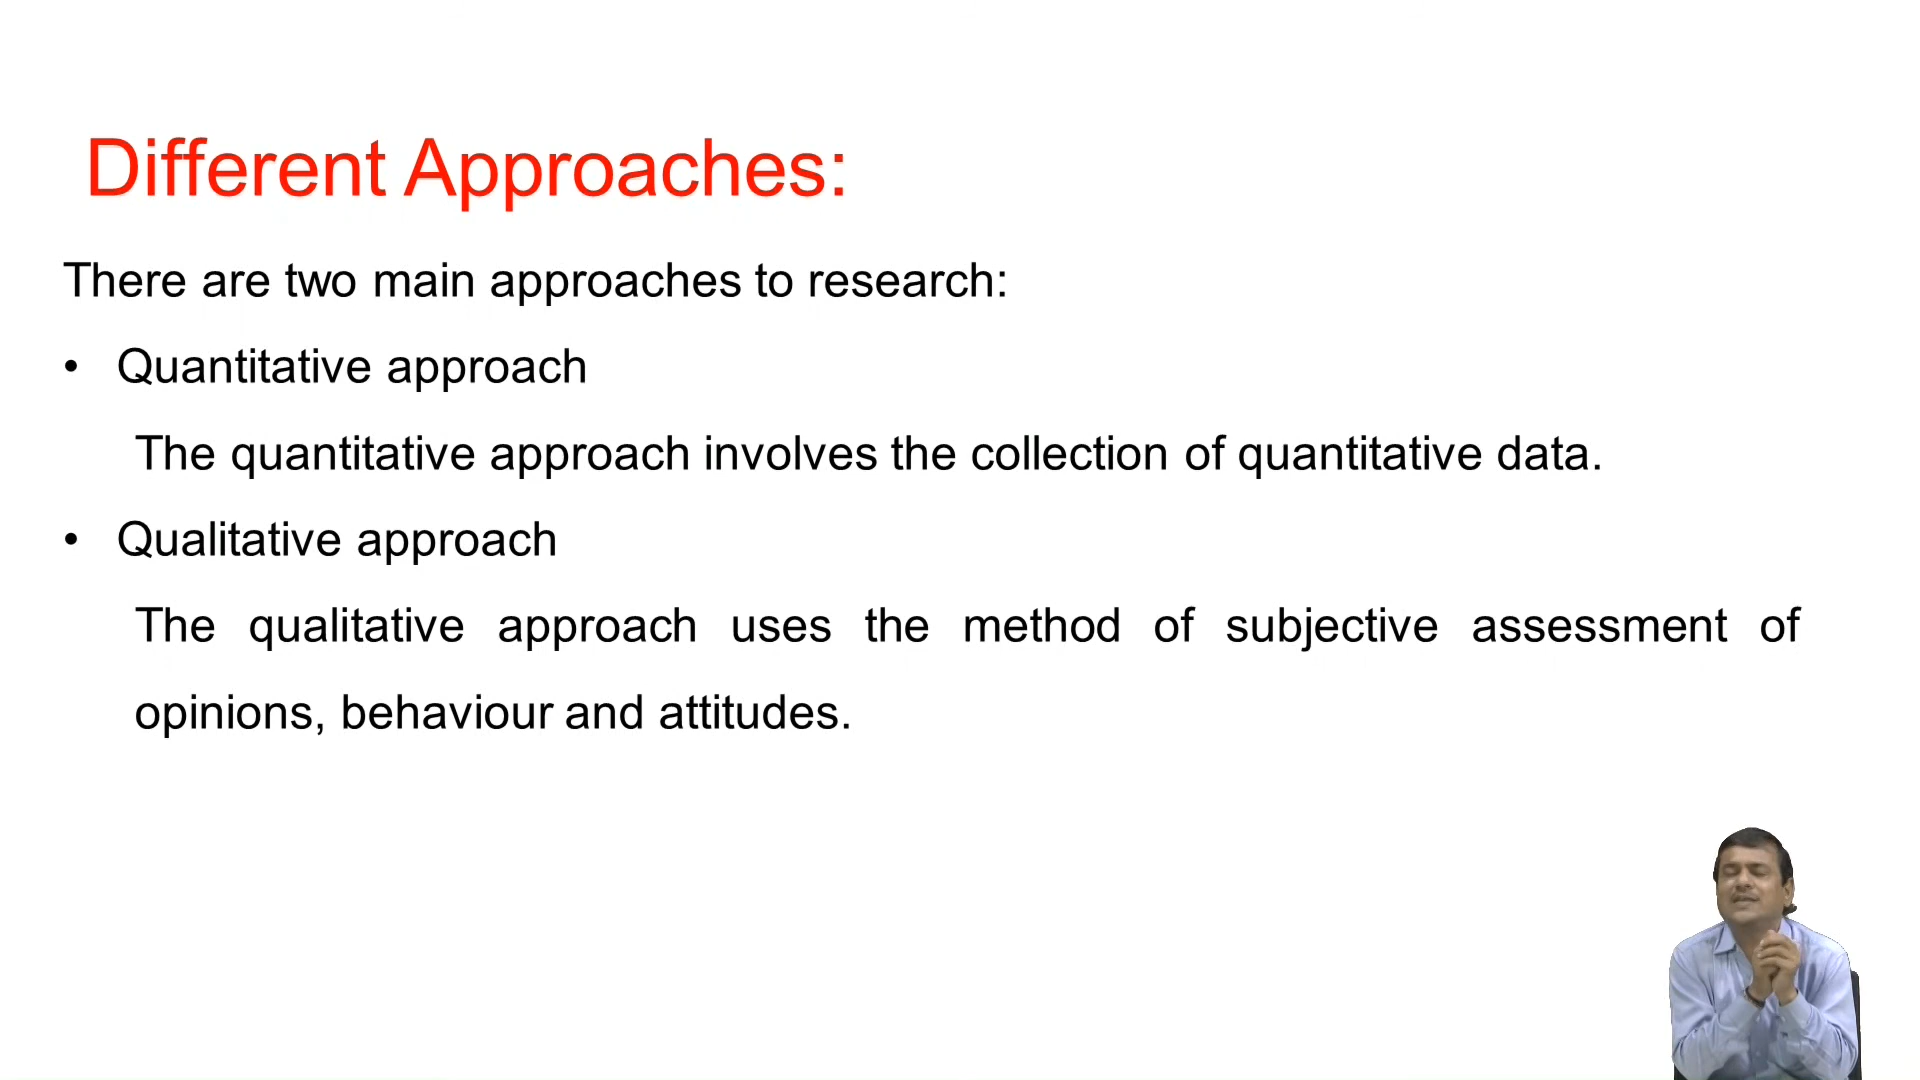 Different Approaches:
There are two main approaches to research:
• Quantitative approach
The quantitative approach involves the collection of quantitative data.
• Qualitative approach
The qualitative approach uses the method of subjective assessment of
opinions, behaviour and attitudes.